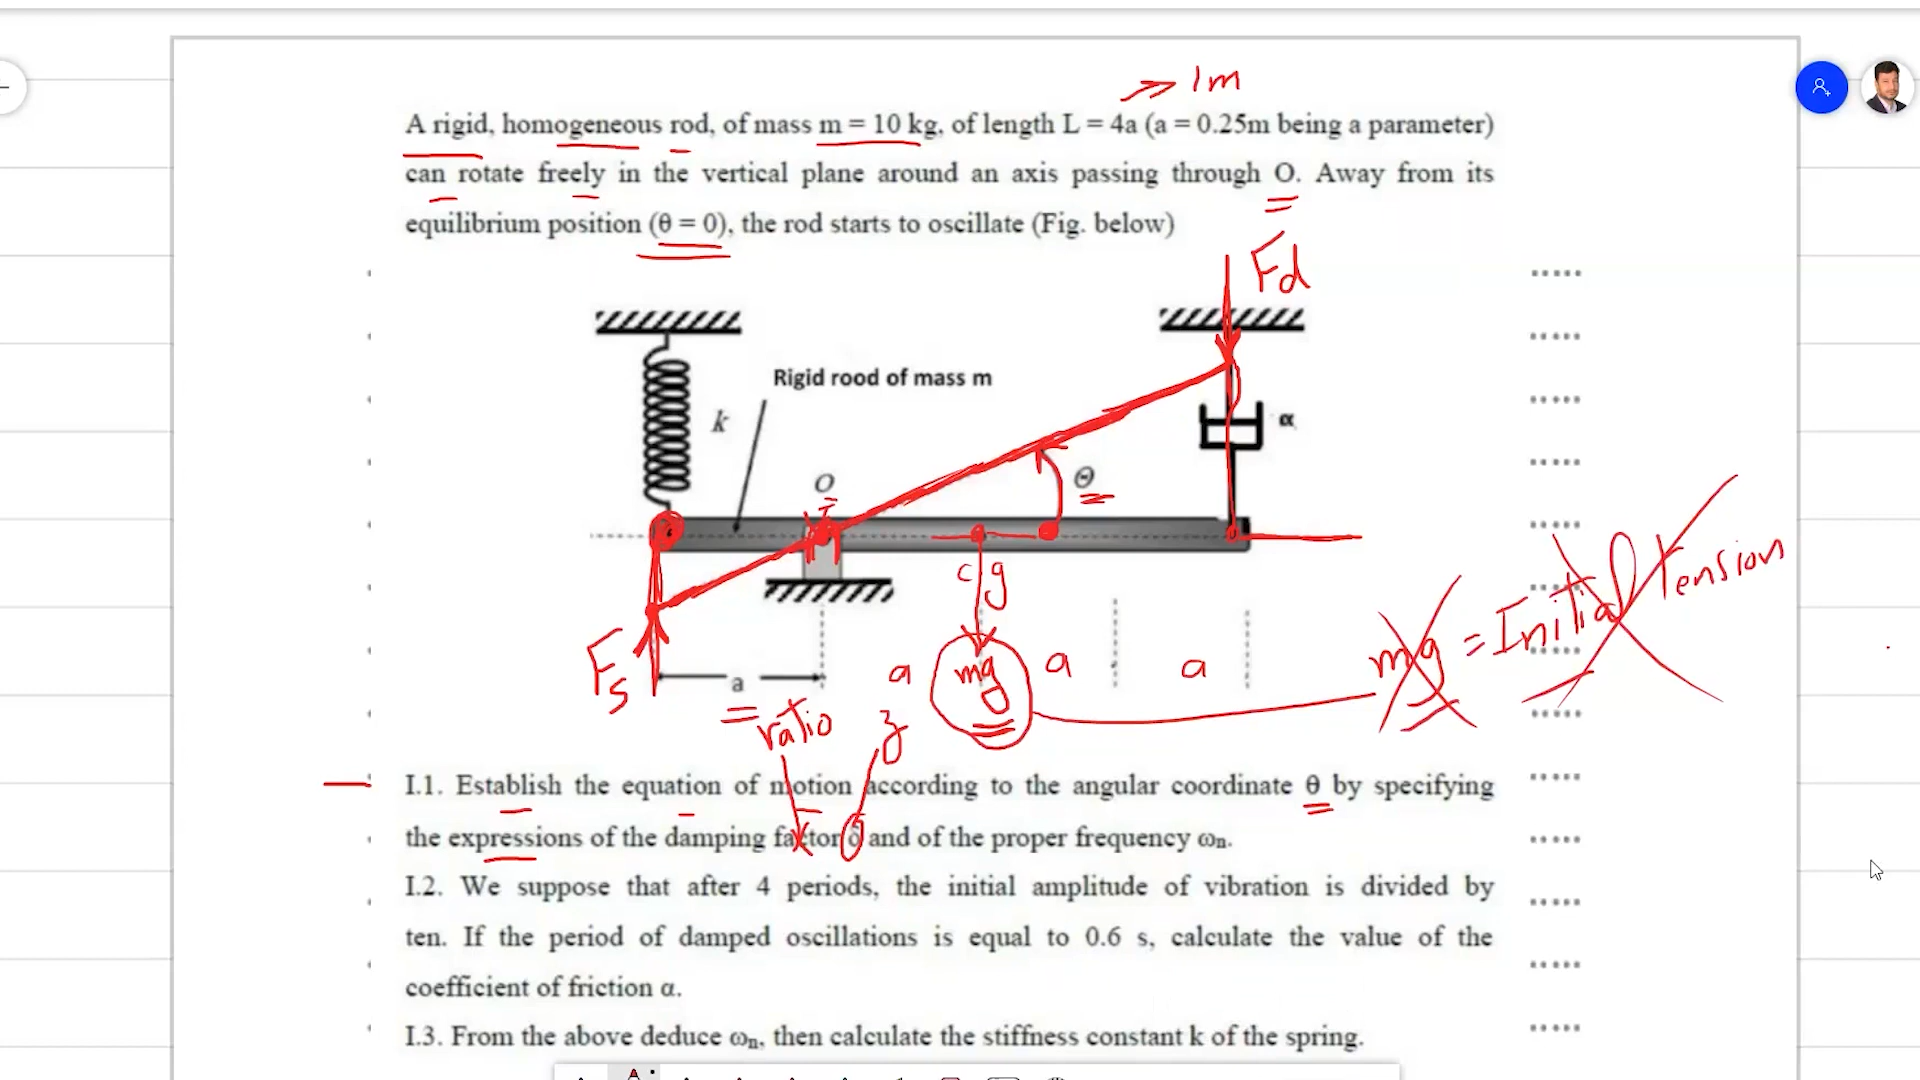 1m
A rigid, homogeneous rod, of mass m = 10 kg, of length L = 4a (a = 0.25m being a parameter)
can rotate freely in the vertical plane around an axis passing through O. Away from its
equilibrium position (θ = 0), the rod starts to oscillate (Fig. below)
Fd
Rigid rood of mass m
k
α
O
Θ
cg
mg = Initial tension
Fs
a
a
mg
a
a
ratio
ξ
I.1. Establish the equation of motion according to the angular coordinate θ by specifying
the expressions of the damping factor δ and of the proper frequency ωn.
I.2. We suppose that after 4 periods, the initial amplitude of vibration is divided by
ten. If the period of damped oscillations is equal to 0.6 s, calculate the value of the
coefficient of friction α.
I.3. From the above deduce ωn, then calculate the stiffness constant k of the spring.